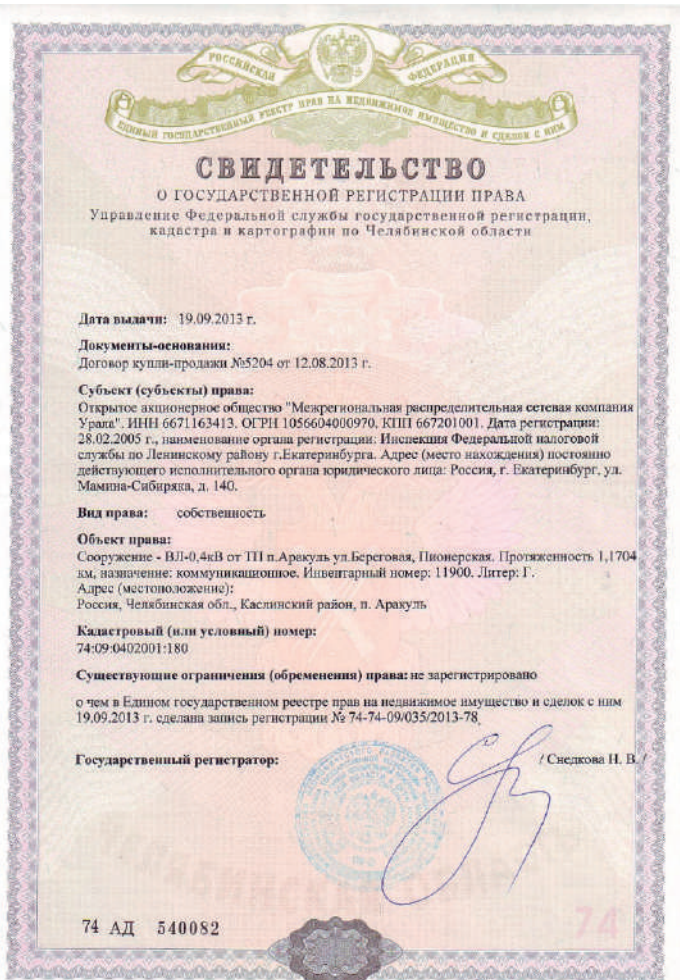 РОССИЙСКАЯ ФЕДЕРАЦИЯ
ЕДИНЫЙ ГОСУДАРСТВЕННЫЙ РЕЕСТР ПРАВ НА НЕДВИЖИМОЕ ИМУЩЕСТВО И СДЕЛОК С НИМ
СВИДЕТЕЛЬСТВО
О ГОСУДАРСТВЕННОЙ РЕГИСТРАЦИИ ПРАВА
Управление Федеральной службы государственной регистрации,
кадастра и картографии по Челябинской области
Дата выдачи: 19.09.2013 г.
Документы-основания:
Договор купли-продажи №5204 от 12.08.2013 г.
Субъект (субъекты) права:
Открытое акционерное общество "Межрегиональная распределительная сетевая компания
Урала". ИНН 6671163413. ОГРН 1056604000970. КПП 667201001. Дата регистрации:
28.02.2005 г., наименование органа регистрации: Инспекция Федеральной налоговой
службы по Ленинскому району г.Екатеринбурга. Адрес (место нахождения) постоянно
действующего исполнительного органа юридического лица: Россия, г. Екатеринбург, ул.
Мамина-Сибиряка, д. 140.
Вид права: собственность
Объект права:
Сооружение - ВЛ-0,4кВ от ТП п.Аракуль ул.Береговая, Пионерская. Протяженность 1,1704
км, назначение: коммуникационное. Инвентарный номер: 11900. Литер: Г.
Адрес (местоположение):
Россия, Челябинская обл., Каслинский район, п. Аракуль
Кадастровый (или условный) номер:
74:09:0402001:180
Существующие ограничения (обременения) права: не зарегистрировано
о чем в Едином государственном реестре прав на недвижимое имущество и сделок с ним
19.09.2013 г. сделана запись регистрации № 74-74-09/035/2013-78
Государственный регистратор: / Снедкова Н. В. /
74 АД 540082
74